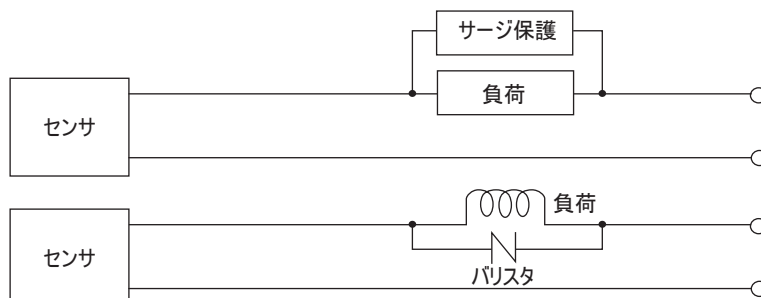 サージ保護
負荷
センサ
負荷
センサ
バリスタ